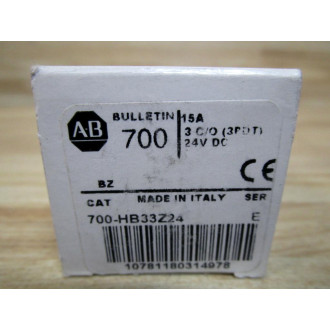 AB
BULLETIN
700
15A
3 C/O (3PDT)
24V DC
CE
BZ
CAT MADE IN ITALY SER
700-HB33Z24 E
10781180314978